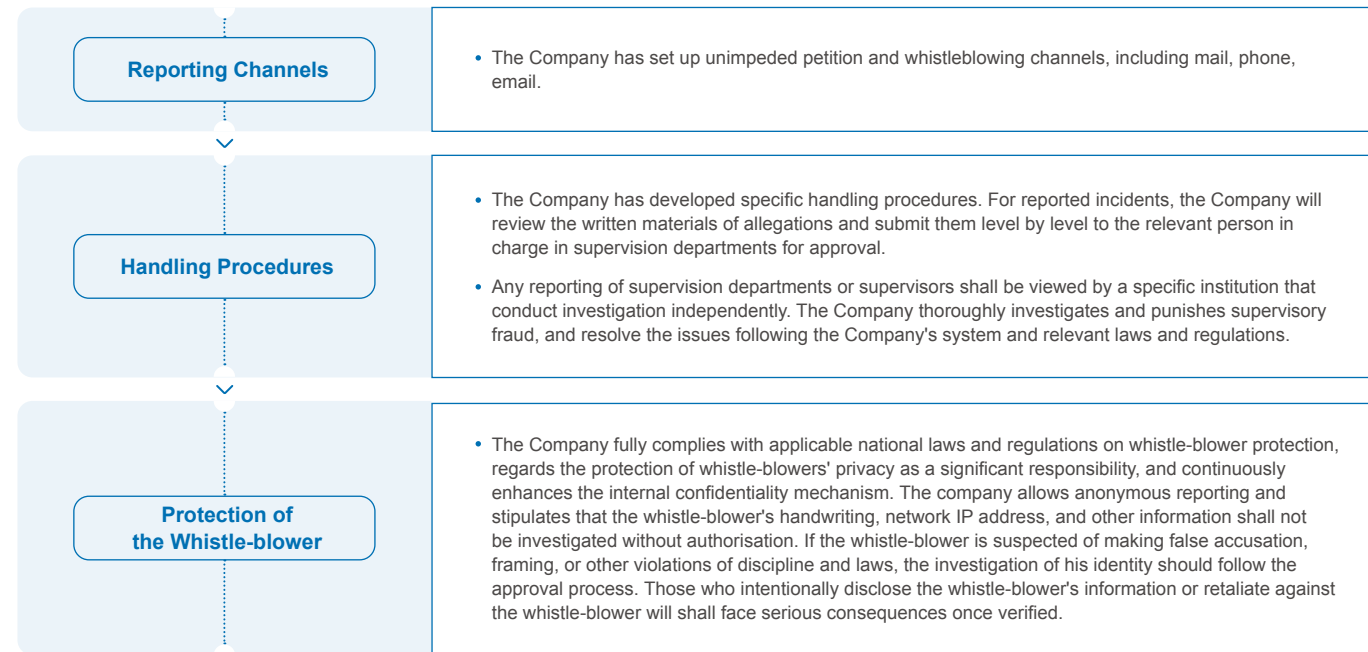 Reporting Channels
• The Company has set up unimpeded petition and whistleblowing channels, including mail, phone,
email.
Handling Procedures
• The Company has developed specific handling procedures. For reported incidents, the Company will
review the written materials of allegations and submit them level by level to the relevant person in
charge in supervision departments for approval.
• Any reporting of supervision departments or supervisors shall be viewed by a specific institution that
conduct investigation independently. The Company thoroughly investigates and punishes supervisory
fraud, and resolve the issues following the Company's system and relevant laws and regulations.
Protection of
the Whistle-blower
• The Company fully complies with applicable national laws and regulations on whistle-blower protection,
regards the protection of whistle-blowers' privacy as a significant responsibility, and continuously
enhances the internal confidentiality mechanism. The company allows anonymous reporting and
stipulates that the whistle-blower's handwriting, network IP address, and other information shall not
be investigated without authorisation. If the whistle-blower is suspected of making false accusation,
framing, or other violations of discipline and laws, the investigation of his identity should follow the
approval process. Those who intentionally disclose the whistle-blower's information or retaliate against
the whistle-blower will shall face serious consequences once verified.